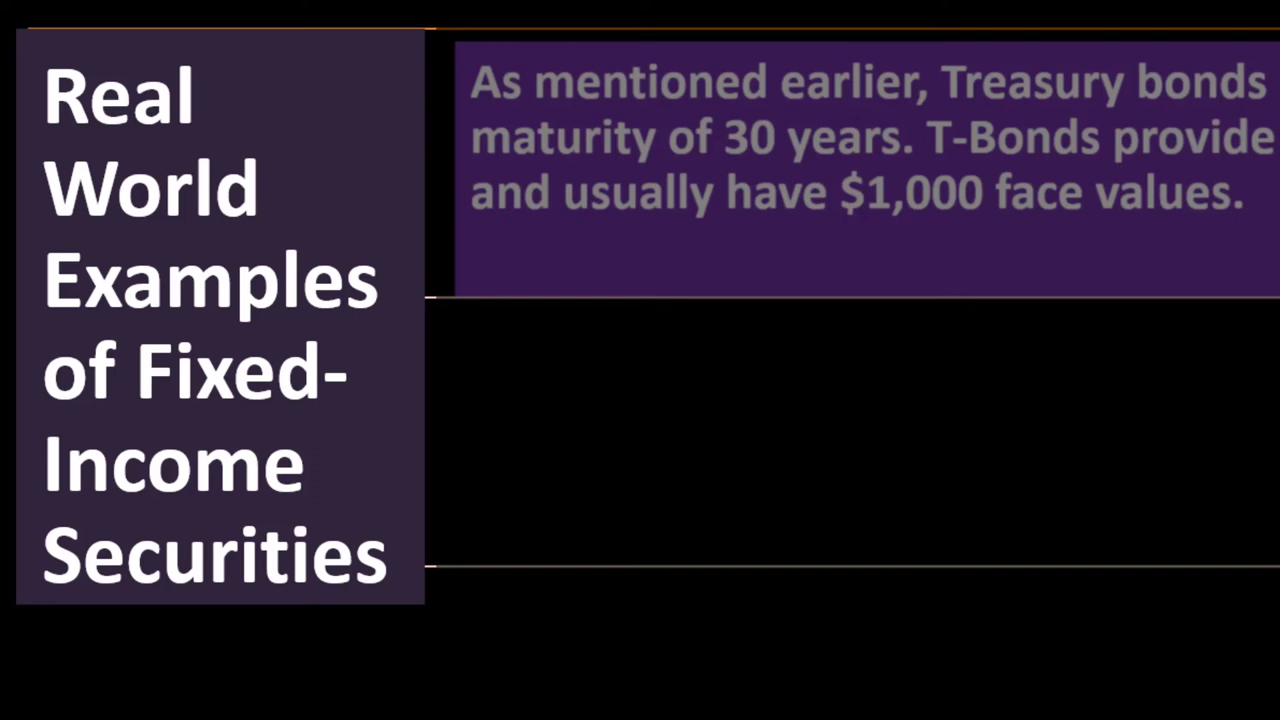 Real
World
Examples
of Fixed-
Income
Securities
As mentioned earlier, Treasury bonds
maturity of 30 years. T-Bonds provide
and usually have $1,000 face values.